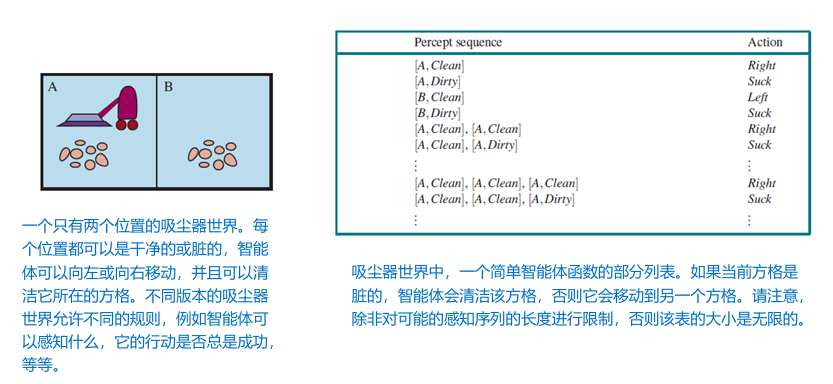 A
B
一个只有两个位置的吸尘器世界。每
个位置都可以是干净的或脏的，智能
体可以向左或向右移动，并且可以清
洁它所在的方格。不同版本的吸尘器
世界允许不同的规则，例如智能体可
以感知什么，它的行动是否总是成功，
等等。
Percept sequence Action
[A, Clean] Right
[A, Dirty] Suck
[B, Clean] Left
[B, Dirty] Suck
[A, Clean], [A, Clean] Right
[A, Clean], [A, Dirty] Suck
⋮ ⋮
[A, Clean], [A, Clean], [A, Clean] Right
[A, Clean], [A, Clean], [A, Dirty] Suck
⋮ ⋮
吸尘器世界中，一个简单智能体函数的部分列表。如果当前方格是
脏的，智能体会清洁该方格，否则它会移动到另一个方格。请注意，
除非对可能的感知序列的长度进行限制，否则该表的大小是无限的。